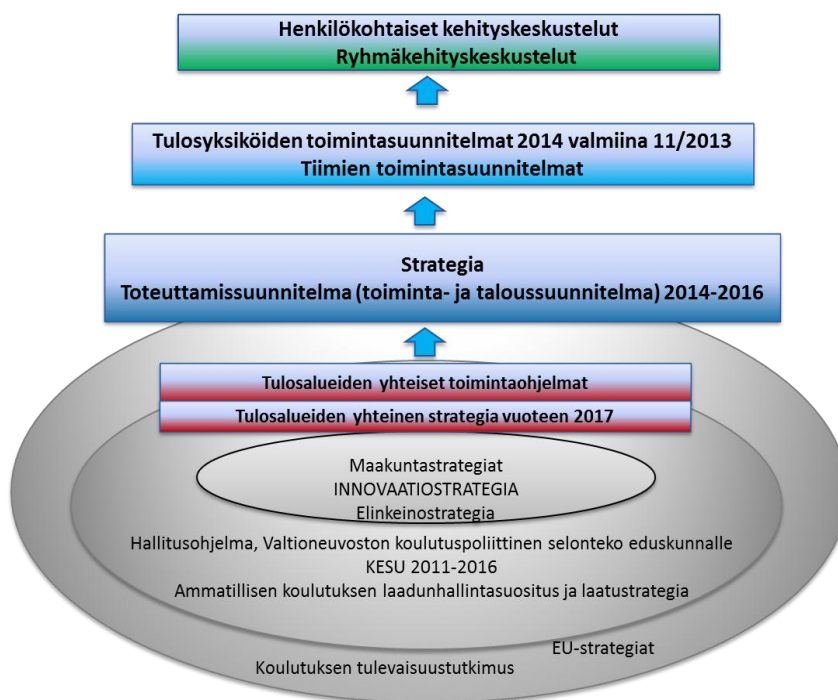 Henkilökohtaiset kehityskeskustelut
Ryhmäkehityskeskustelut
Tulosyksiköiden toimintasuunnitelmat 2014 valmiina 11/2013
Tiimien toimintasuunnitelmat
Strategia
Toteuttamissuunnitelma (toiminta- ja taloussuunnitelma) 2014-2016
Tulosalueiden yhteiset toimintaohjelmat
Tulosalueiden yhteinen strategia vuoteen 2017
Maakuntastrategiat
INNOVAATIOSTRATEGIA
Elinkeinostrategia
Hallitusohjelma, Valtioneuvoston koulutuspoliittinen selonteko eduskunnalle
KESU 2011-2016
Ammatillisen koulutuksen laadunhallintasuositus ja laatustrategia
EU-strategiat
Koulutuksen tulevaisuustutkimus